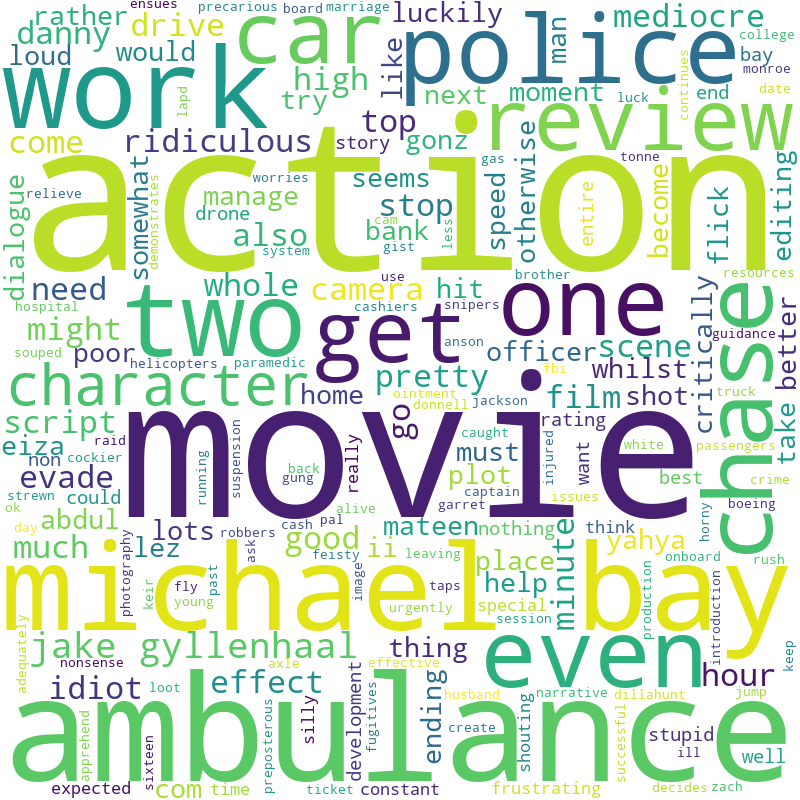 ensues
precarious
board
marriage
rather
drive
car
luckily
mediocre
danny
loud
would
work
police
high
try
like
next
moment
man
bay
college
monroe
date
end
continues
luck
lapd
come
ridiculous
top
story
gonz
review
action
relieve
worries
seems
gas
tonne
otherwise
speed
stop
somewhat
manage
demonstrates
dialogue
drone
also
system
cam
bank
gist
less
entire
become
flick
editing
brother
resources
need
whole
camera
hit
use
cashiers
snipers
two
get
one
critically
chase
hospital
might
souped
poor
helicopters
paramedic
anson
officer
scene
guidance
better
take
character
pretty
fbi
whilst
truck
home
ointment
donnell
jackson
film
shot
script
go
rating
movie
eiza
non
raid
cockier
caught
must
want
injured
white
passengers
evade
running
suspension
back
really
plot
issues
best
crime
strewn
could
gung
alive
captain
garret
horny
boeing
ok
abdul
day
lots
robbers
cash
pal
mateen
nothing
think
much
lez
photography
ask
feisty
good
ii
leaving
minute
yahya
onboard
rush
place
michael bay
keir
fly
young
past
image
urgently
taps
help
special
session
production
introduction
keep
jake gyllenhaal
thing
even
hour
adequately
nonsense
axle
effective
idiot
loot
effect
husband
narrative
dillahunt
jump
ending
ambulance
apprehend
sixteen
preposterous
silly
development
fugitives
create
shouting
successful
stupid
ill
well
expected
com
time
ticket
constant
frustrating
decides
zach